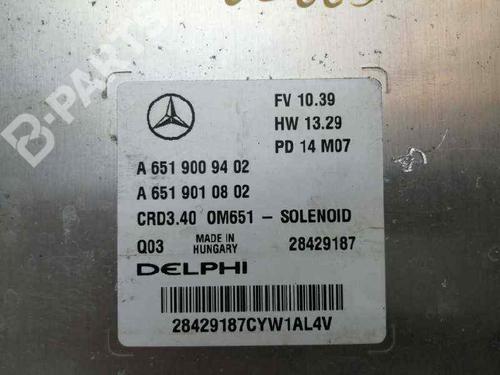 B-PARTS
FV 10.39
HW 13.29
PD 14 M07
A 651 900 94 02
A 651 901 08 02
CRD3.40 OM651 - SOLENOID
Q03 MADE IN HUNGARY 28429187
DELPHI
28429187CYW1AL4V